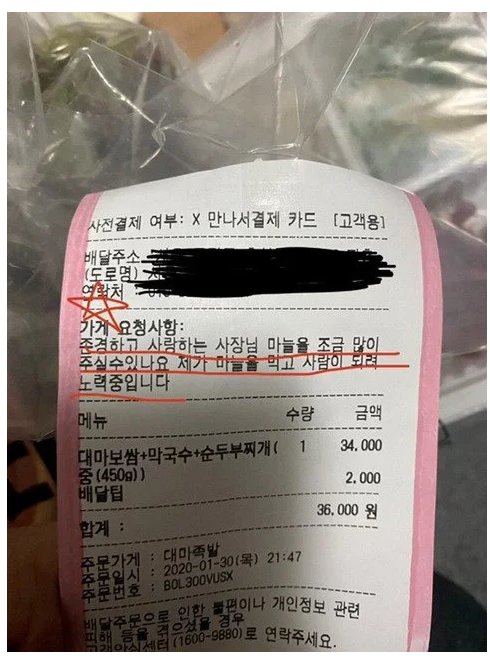 사전결제 여부: X 만나서결제 카드 [고객용]
배달주소
(도로명)
연락처
가게 요청사항:
존경하고 사랑하는 사장님 마늘을 조금 많이
주실수있나요 제가 마늘을 먹고 사람이 되려
노력중입니다
메뉴 수량 금액
대마보쌈+막국수+순두부찌개( 1 34,000
중(450g))
배달팁 2,000
합계 : 36,000 원
주문가게 : 대마족발
주문일시 : 2020-01-30(목) 21:47
주문번호 : B0L300VUSX
배달주문으로 인한 불편이나 개인정보 관련
피해 등을 겪으셨을 경우
고객안심센터(1600-9880)로 연락주세요.